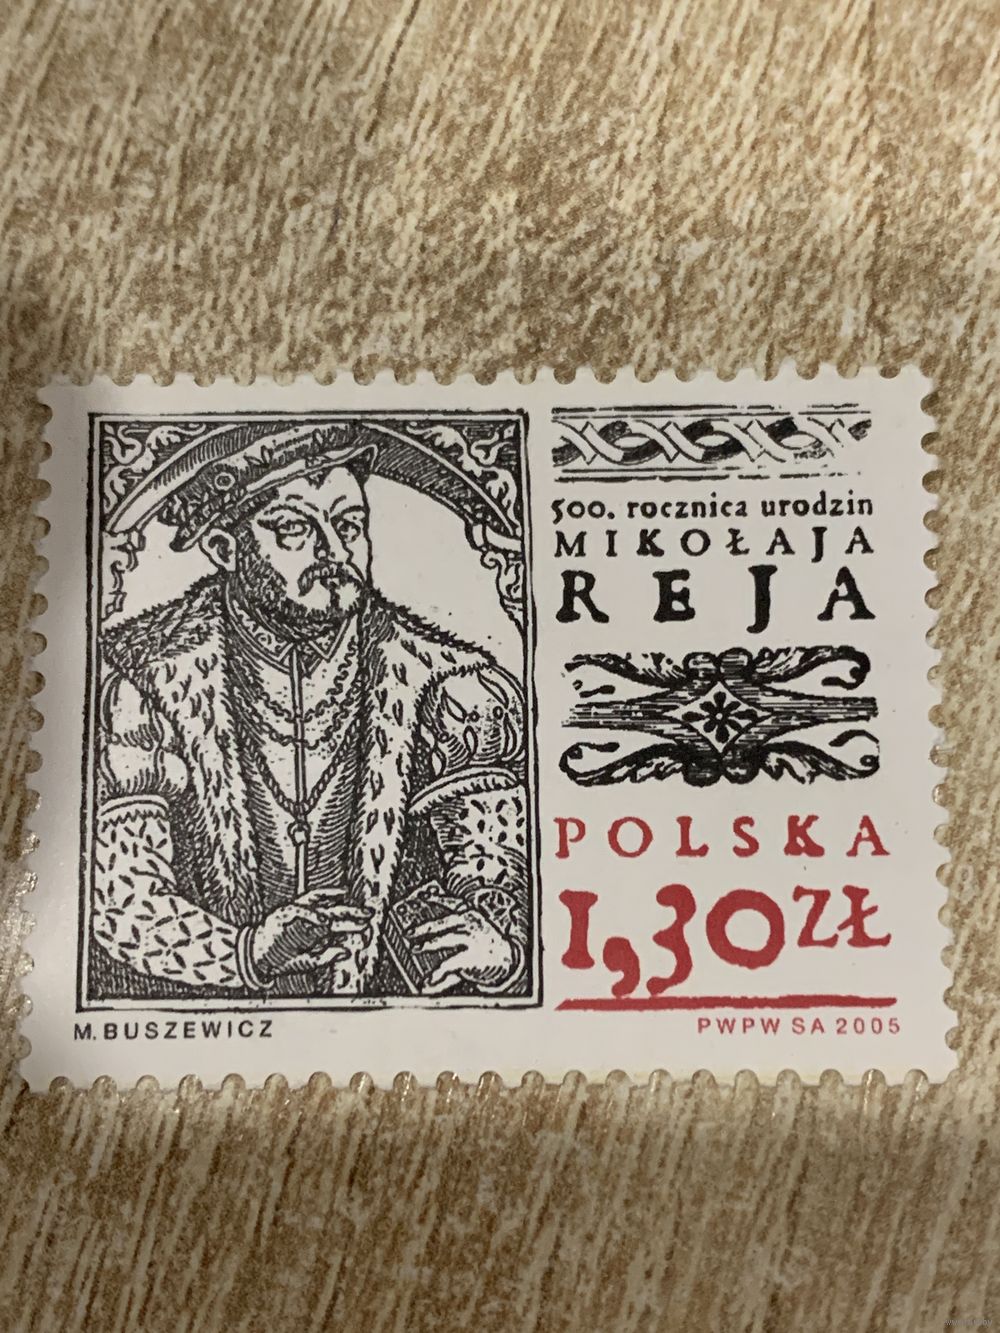 500. rocznica urodzin
MIKOŁAJA
REJA
POLSKA
1,30 ZŁ
M. BUSZEWICZ
PWPW SA 2005